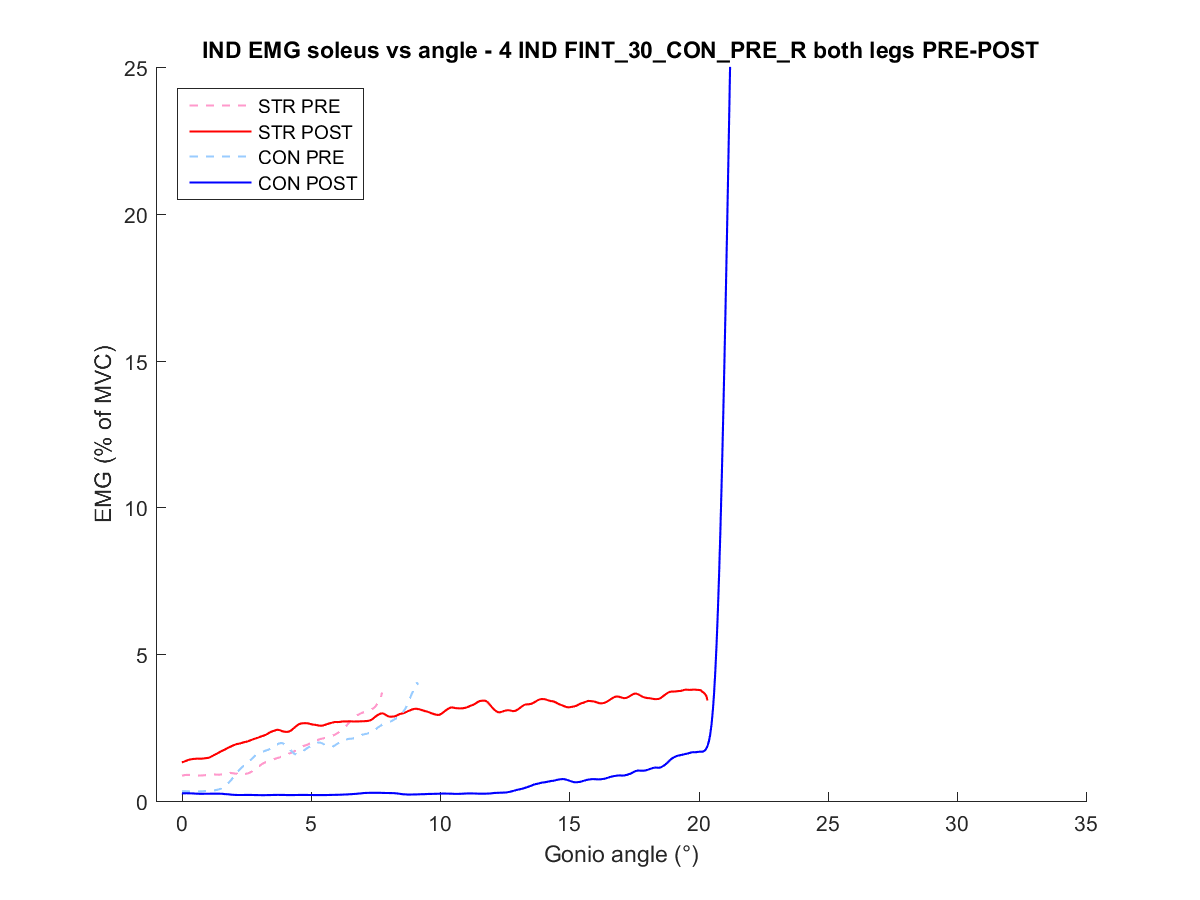 IND EMG soleus vs angle - 4 IND FINT_30_CON_PRE_R both legs PRE-POST
25
20
15
10
5
0
EMG (% of MVC)
STR PRE
STR POST
CON PRE
CON POST
0 5 10 15 20 25 30 35
Gonio angle (°)